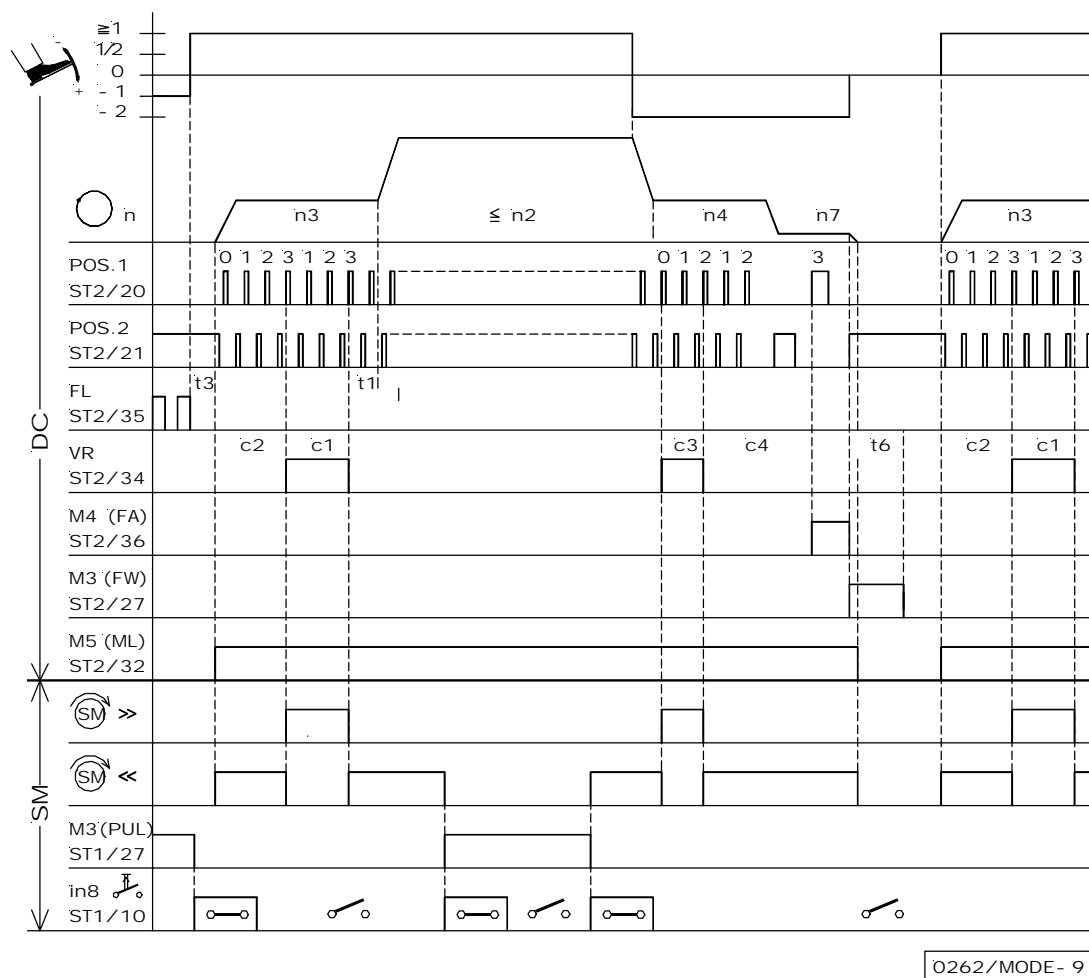 ≧1
1/2
0
- 1
- 2
-
+
n
n3
≦ n2
n4
n7
n3
POS.1
ST2/20
0 1 2 3 1 2 3
0 1 2 1 2
3
0 1 2 3 1 2 3
POS.2
ST2/21
FL
ST2/35
t3
t1
VR
ST2/34
c2
c1
c3
c4
t6
c2
c1
M4 (FA)
ST2/36
M3 (FW)
ST2/27
M5 (ML)
ST2/32
DC
SM >>
SM <<
M3 (PUL)
ST1/27
in8
ST1/10
SM
0262/MODE- 9